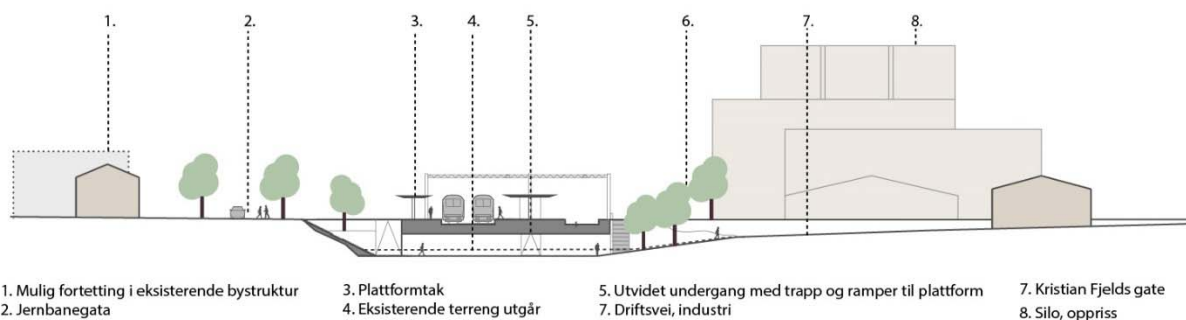 1. 2. 3. 4. 5. 6. 7. 8.
1. Mulig fortetting i eksisterende bystruktur
2. Jernbanegata
3. Plattformtak
4. Eksisterende terreng utgår
5. Utvidet undergang med trapp og ramper til plattform
7. Driftsvei, industri
7. Kristian Fjelds gate
8. Silo, oppriss